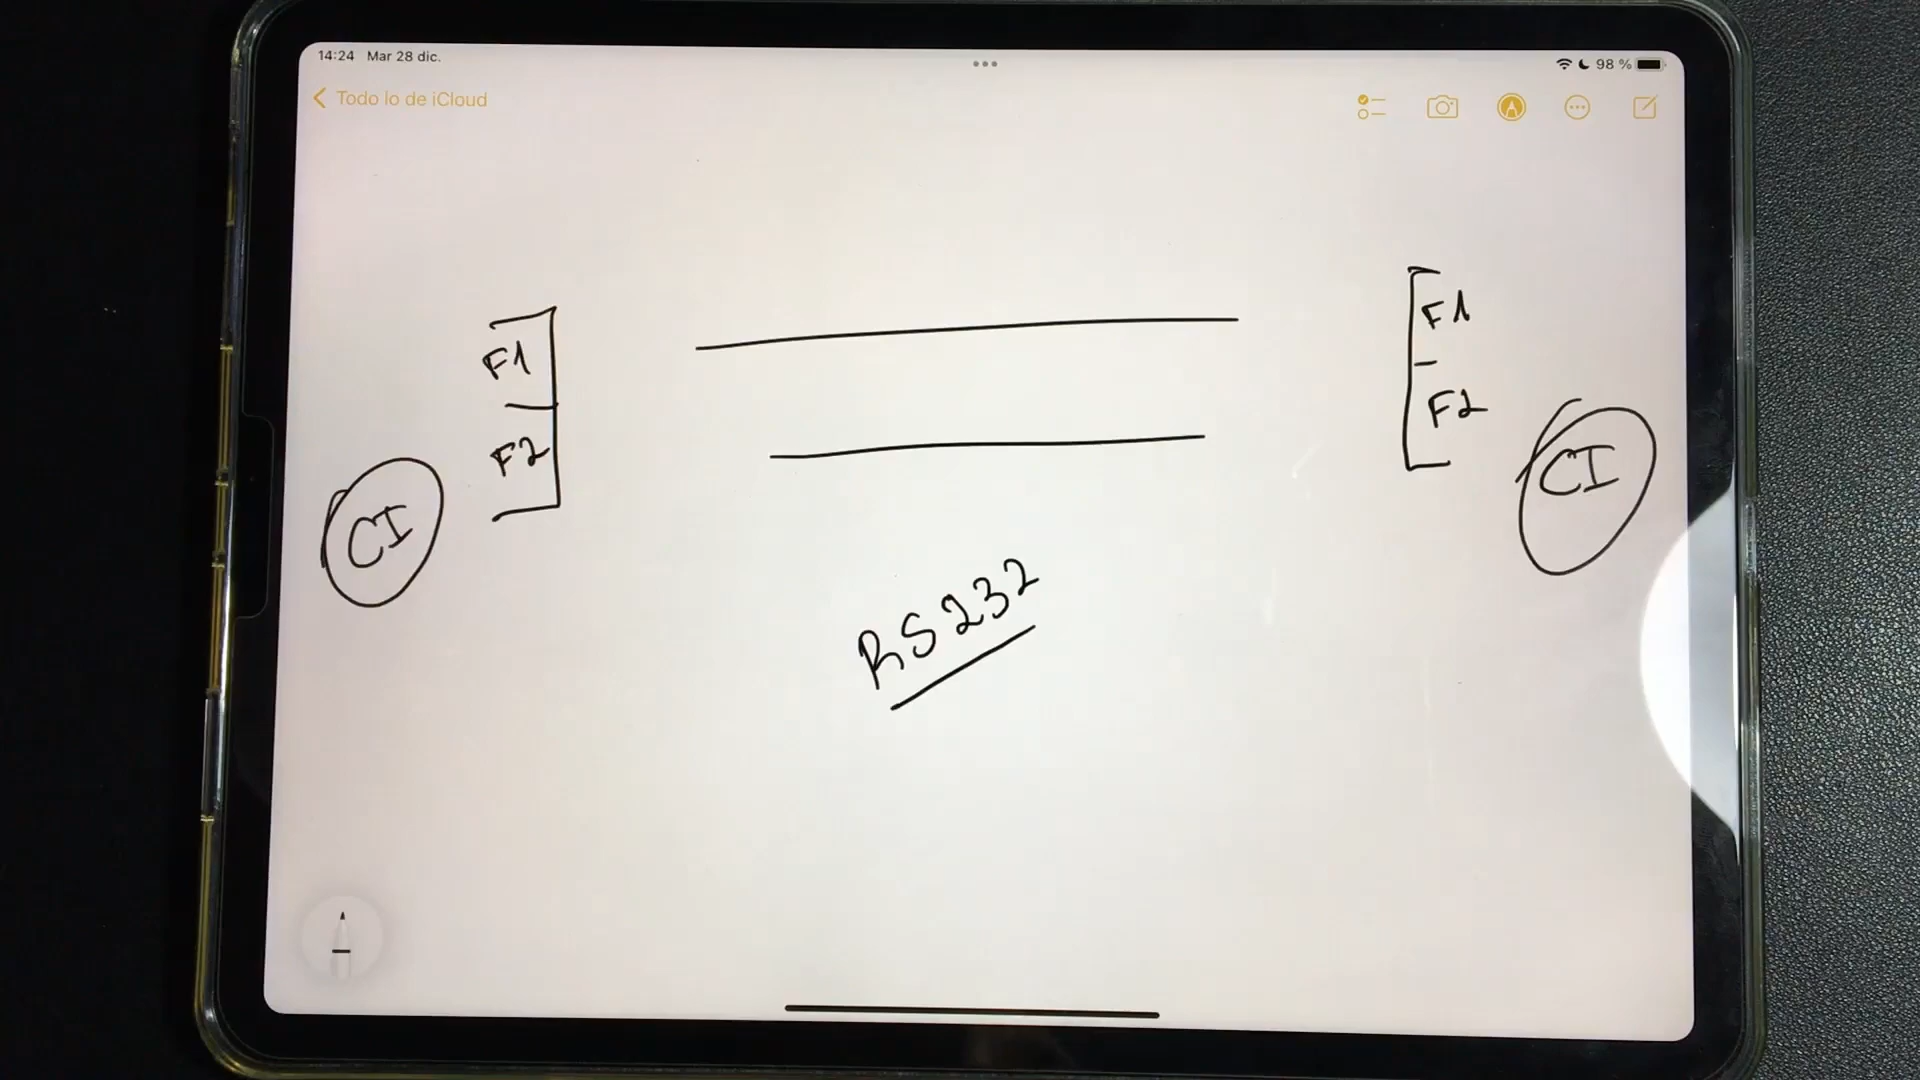 14:24 Mar 28 dic.
98 %
Todo lo de iCloud
F1
F2
CI
F1
F2
CI
RS232